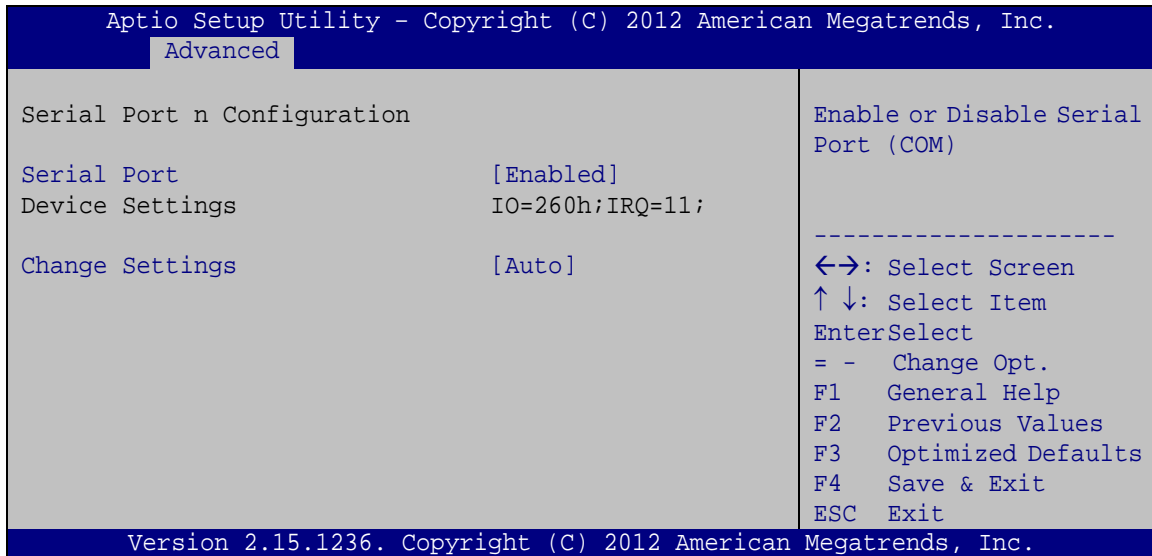 Aptio Setup Utility – Copyright (C) 2012 American Megatrends, Inc.
Advanced
Serial Port n Configuration
Serial Port [Enabled]
Device Settings IO=260h;IRQ=11;
Change Settings [Auto]
Enable or Disable Serial
Port (COM)
---------------------
←→: Select Screen
↑ ↓: Select Item
EnterSelect
= - Change Opt.
F1 General Help
F2 Previous Values
F3 Optimized Defaults
F4 Save & Exit
ESC Exit
Version 2.15.1236. Copyright (C) 2012 American Megatrends, Inc.